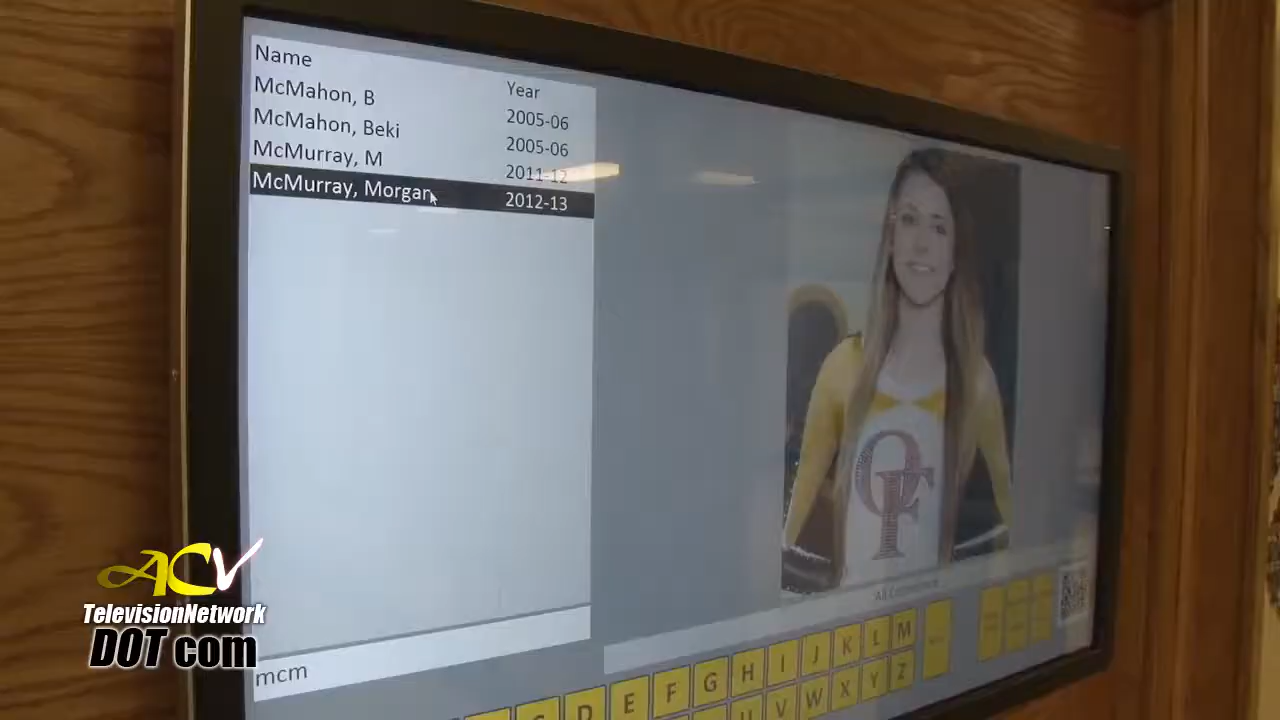 Name Year
McMahon, B 2005-06
McMahon, Beki 2005-06
McMurray, M 2011-12
McMurray, Morgan 2012-13
OF
mcm
D E F G H I J K L M
U V W X Y Z
ACV
TelevisionNetwork
DOT com